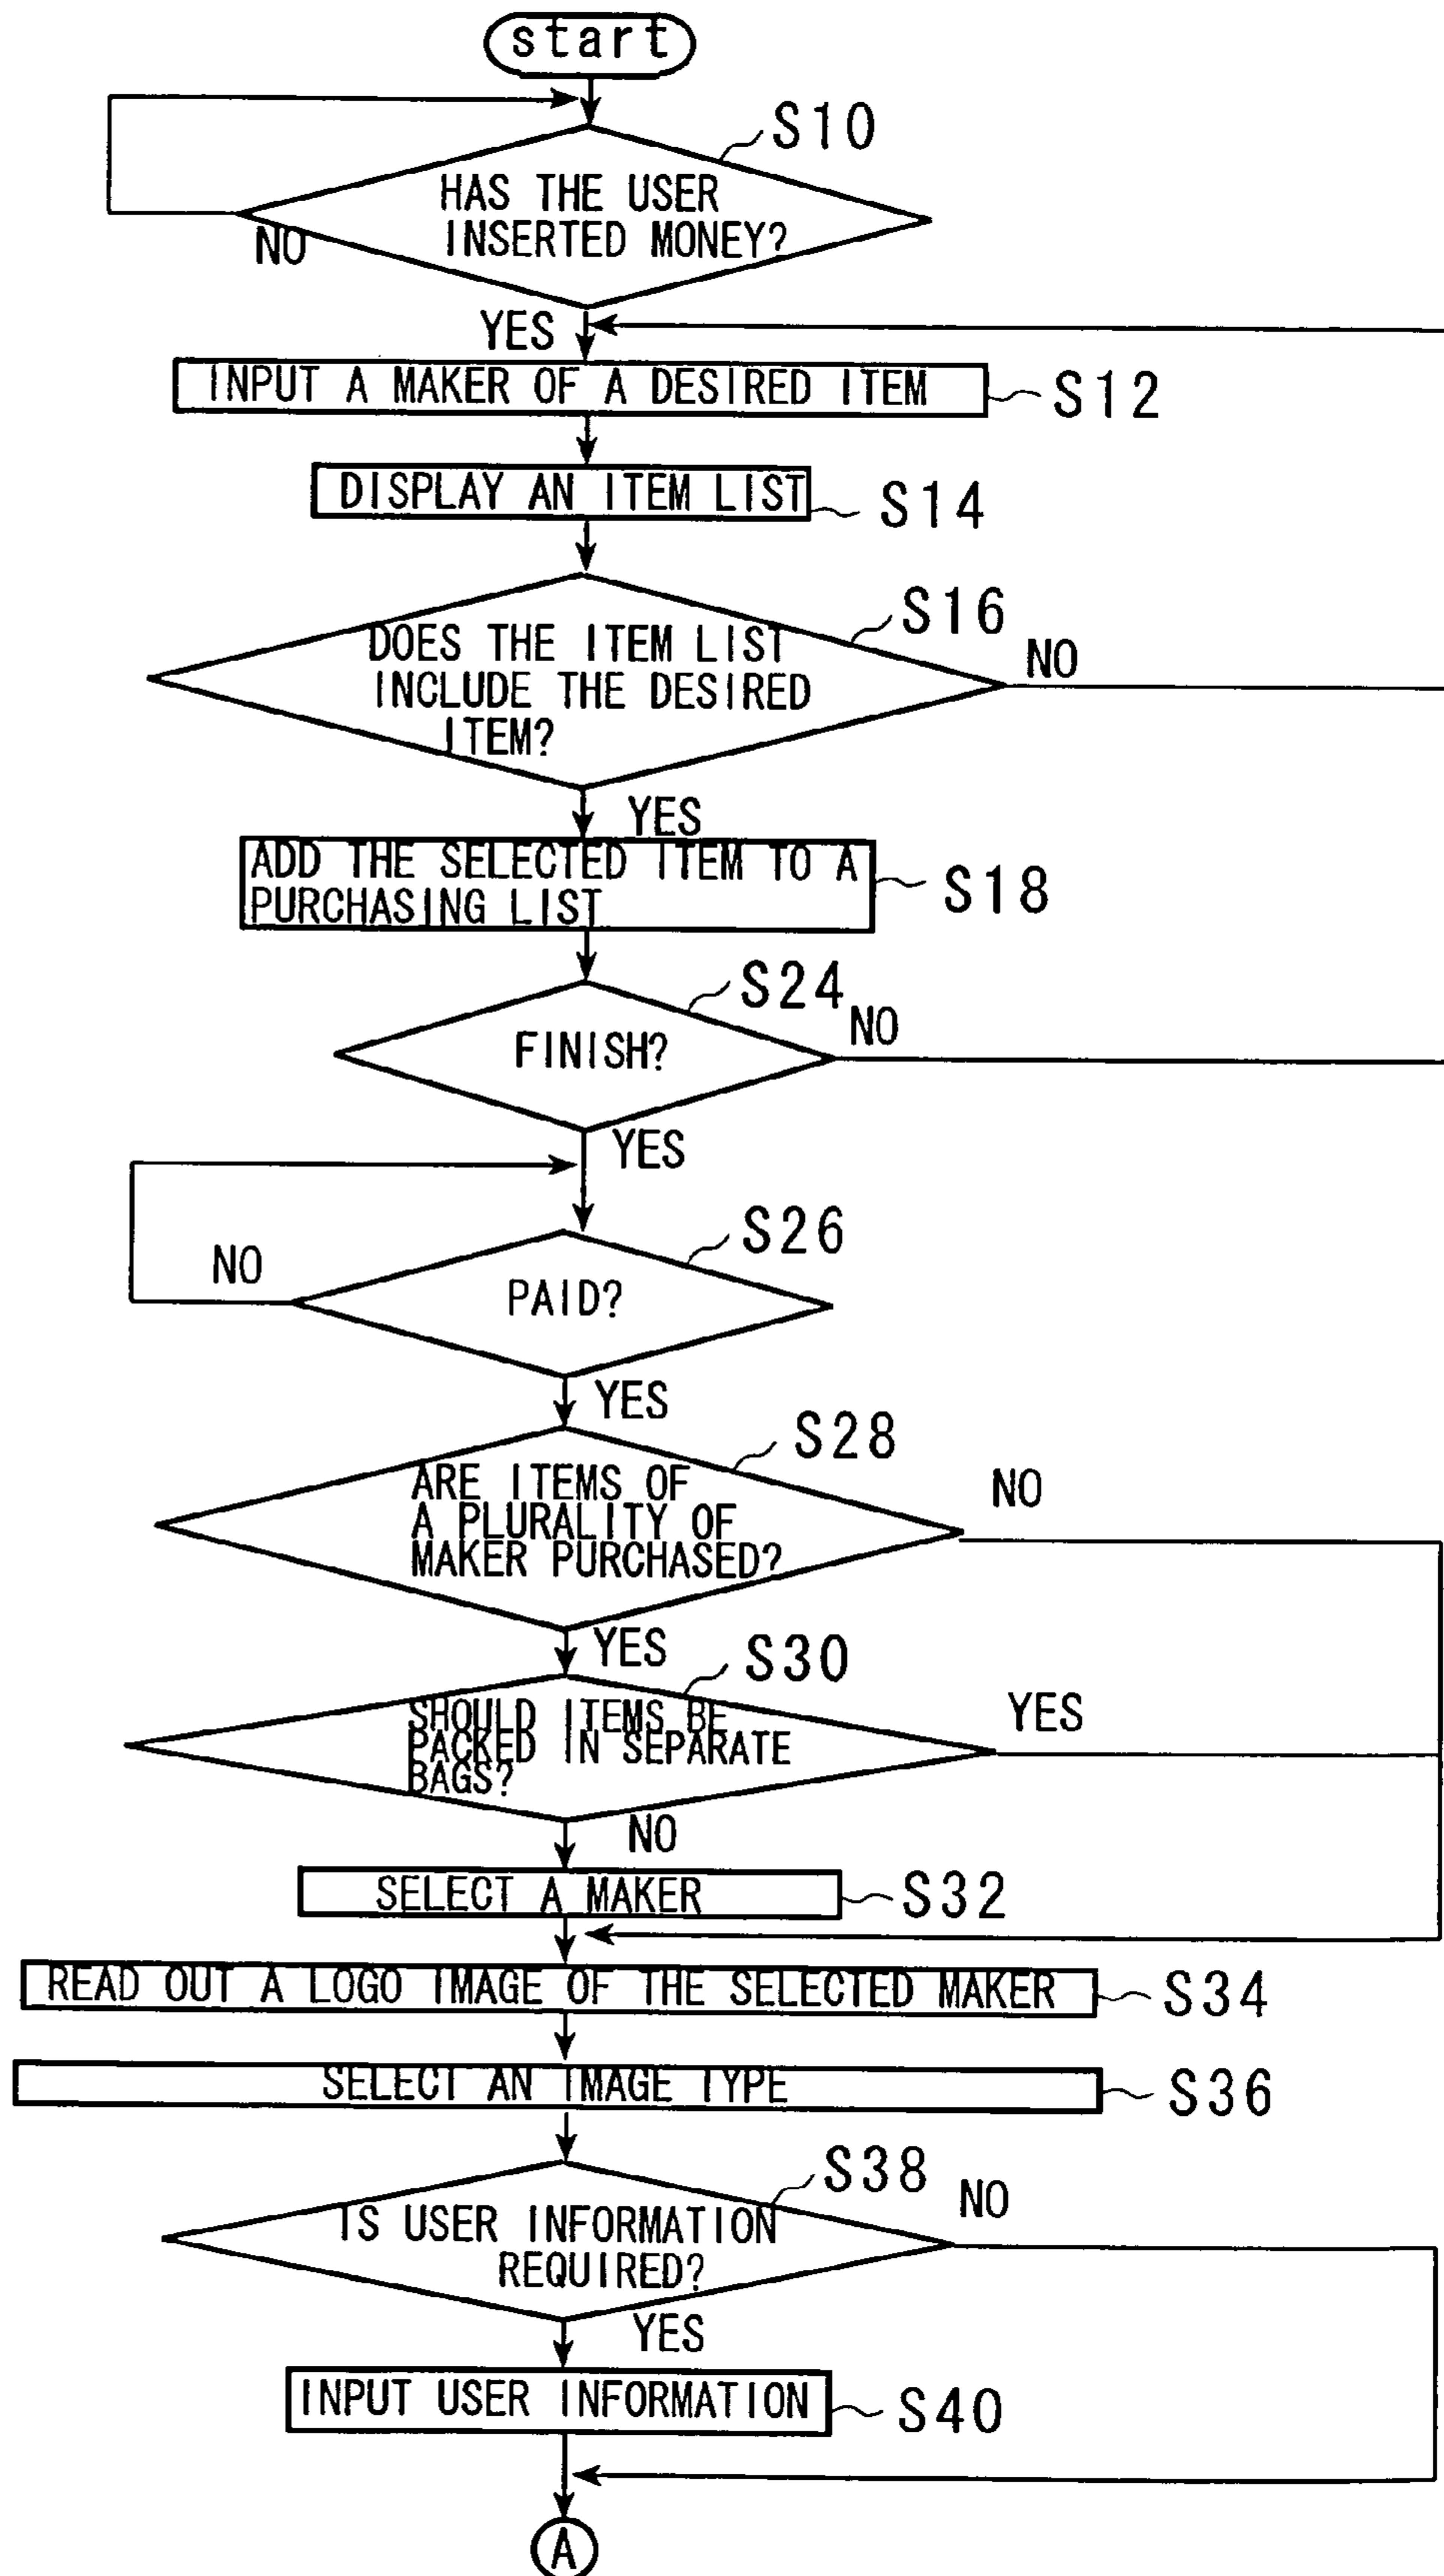 start
S10
HAS THE USER
INSERTED MONEY?
NO
YES
INPUT A MAKER OF A DESIRED ITEM
S12
DISPLAY AN ITEM LIST
S14
S16
DOES THE ITEM LIST
INCLUDE THE DESIRED
ITEM?
NO
YES
ADD THE SELECTED ITEM TO A
PURCHASING LIST
S18
S24
FINISH?
NO
YES
S26
NO
PAID?
YES
S28
ARE ITEMS OF
A PLURALITY OF
MAKER PURCHASED?
NO
YES
S30
SHOULD ITEMS BE
PACKED IN SEPARATE
BAGS?
YES
NO
SELECT A MAKER
S32
READ OUT A LOGO IMAGE OF THE SELECTED MAKER
S34
SELECT AN IMAGE TYPE
S36
S38
IS USER INFORMATION
REQUIRED?
NO
YES
INPUT USER INFORMATION
S40
A